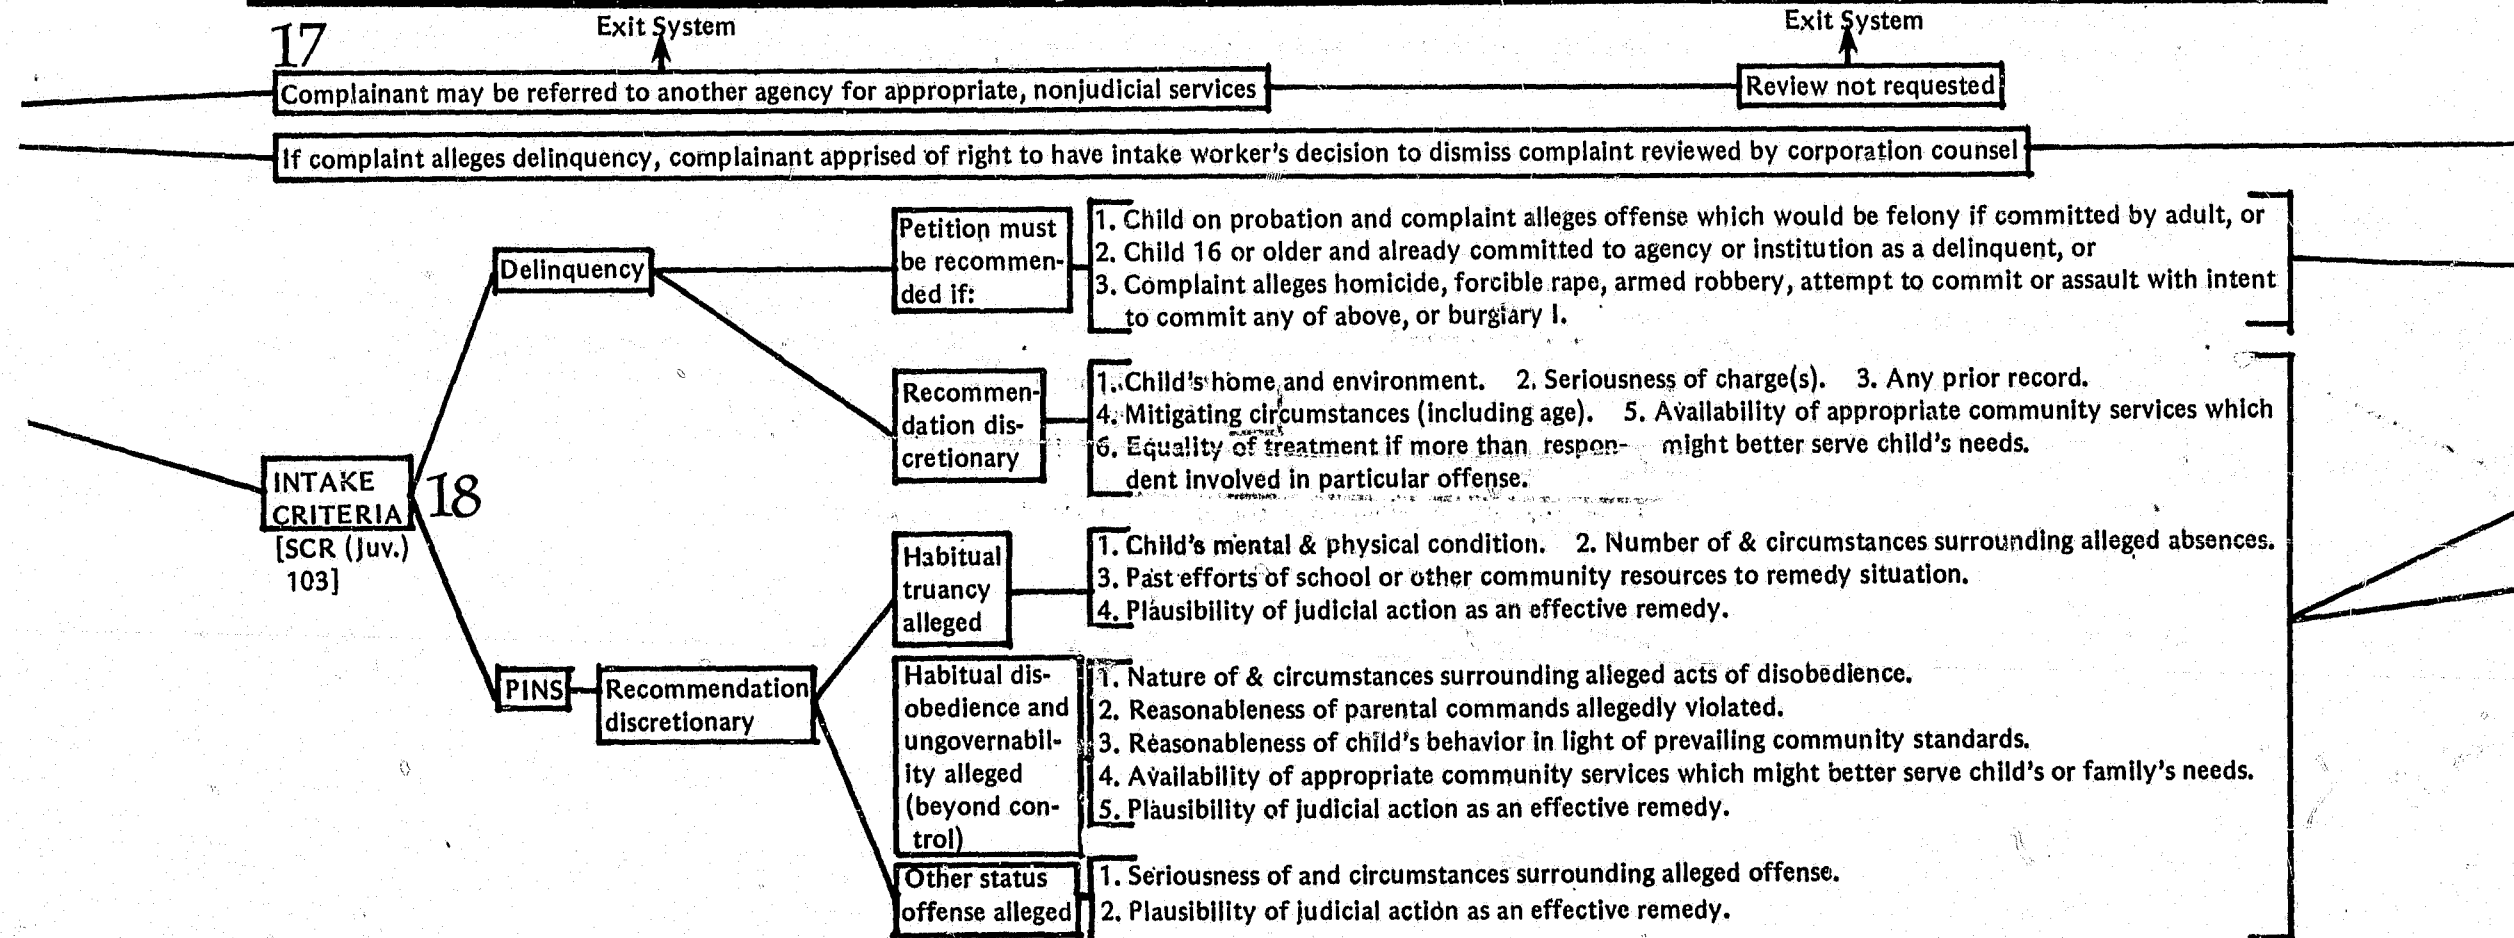 Exit System
Exit System
17
Complainant may be referred to another agency for appropriate, nonjudicial services
Review not requested
If complaint alleges delinquency, complainant apprised of right to have intake worker's decision to dismiss complaint reviewed by corporation counsel
INTAKE
CRITERIA
18
[SCR (Juv.)
103]
Delinquency
Petition must
be recommen-
ded if:
1. Child on probation and complaint alleges offense which would be felony if committed by adult, or
2. Child 16 or older and already committed to agency or institution as a delinquent, or
3. Complaint alleges homicide, forcible rape, armed robbery, attempt to commit or assault with intent
to commit any of above, or burgiary I.
Recommen-
dation dis-
cretionary
1. Child's home and environment. 2. Seriousness of charge(s). 3. Any prior record.
4. Mitigating circumstances (including age). 5. Availability of appropriate community services which
6. Equality of treatment if more than respon- might better serve child's needs.
dent involved in particular offense.
PINS
Recommendation
discretionary
Habitual
truancy
alleged
1. Child's mental & physical condition. 2. Number of & circumstances surrounding alleged absences.
3. Past efforts of school or other community resources to remedy situation.
4. Plausibility of judicial action as an effective remedy.
Habitual dis-
obedience and
ungovernabil-
ity alleged
(beyond con-
trol)
1. Nature of & circumstances surrounding alleged acts of disobedience.
2. Reasonableness of parental commands allegedly violated.
3. Reasonableness of child's behavior in light of prevailing community standards.
4. Availability of appropriate community services which might better serve child's or family's needs.
5. Plausibility of judicial action as an effective remedy.
Other status
offense alleged
1. Seriousness of and circumstances surrounding alleged offense.
2. Plausibility of judicial action as an effective remedy.